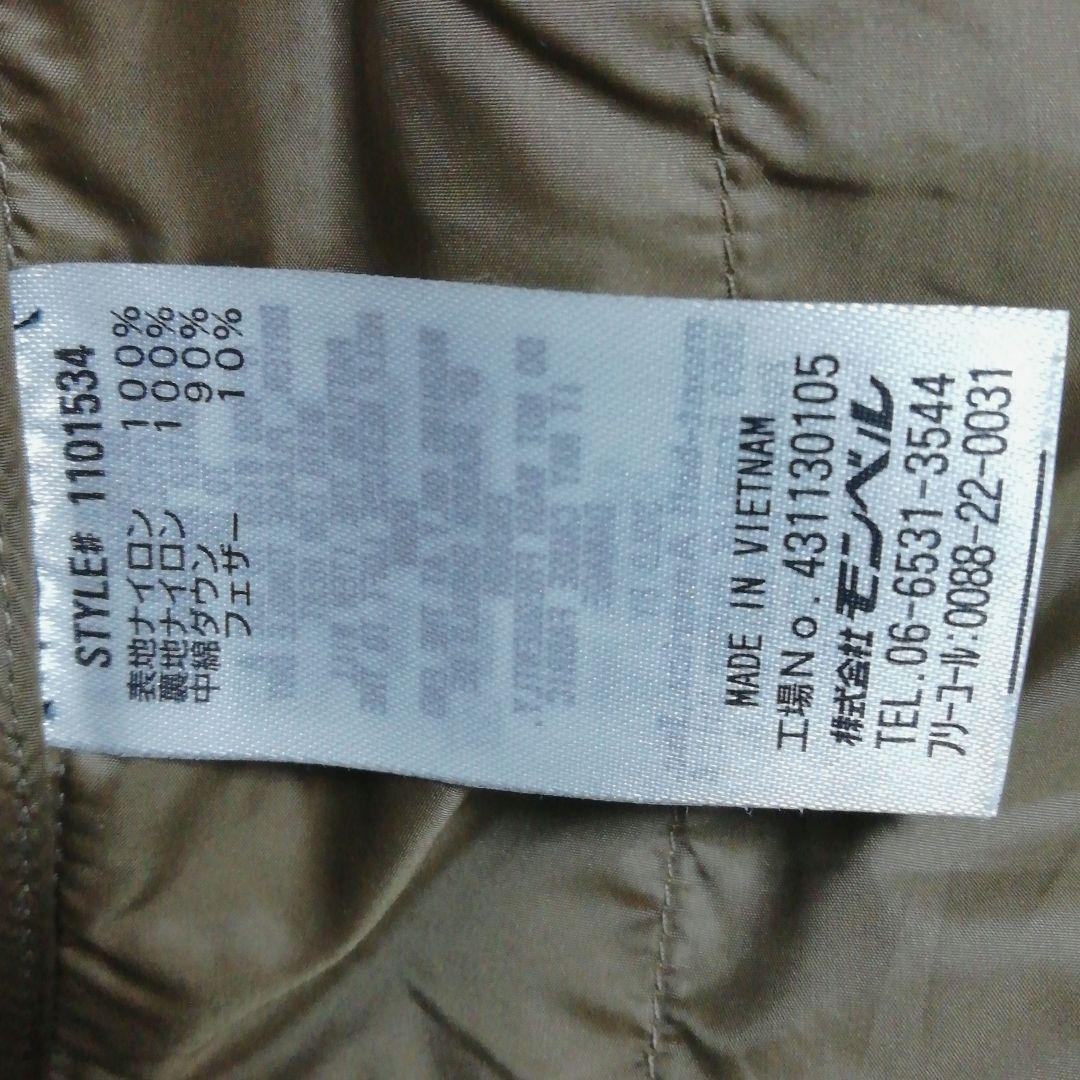 STYLE# 1101534
表地ナイロン 100%
裏地ナイロン 100%
中綿ダウン 90%
フェザー 10%
MADE IN VIETNAM
工場No. 431130105
株式会社モンベル
TEL.06-6531-3544
フリーコール:0088-22-0031